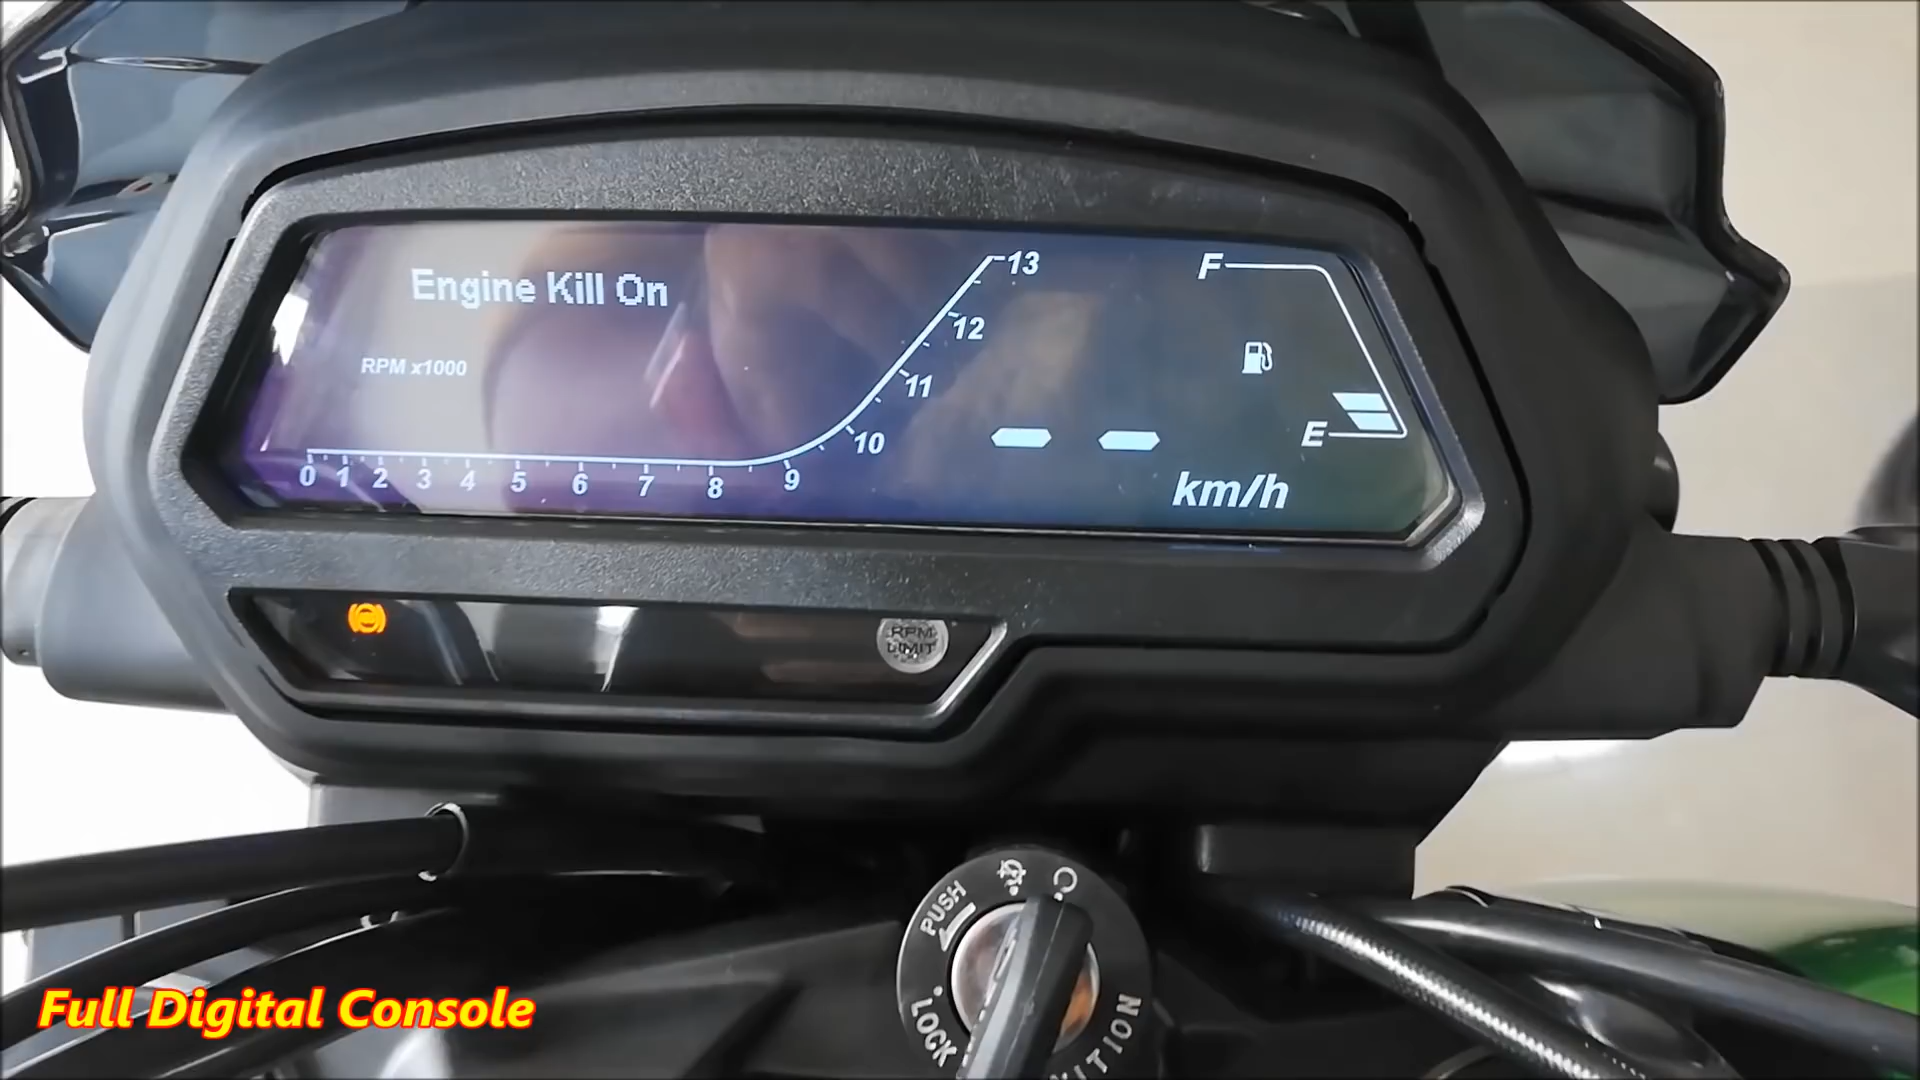 Engine Kill On
RPM x1000
0 1 2 3 4 5 6 7 8 9 10 11 12 13
F
E
-- km/h
RPM
LIMIT
PUSH
LOCK
Full Digital Console